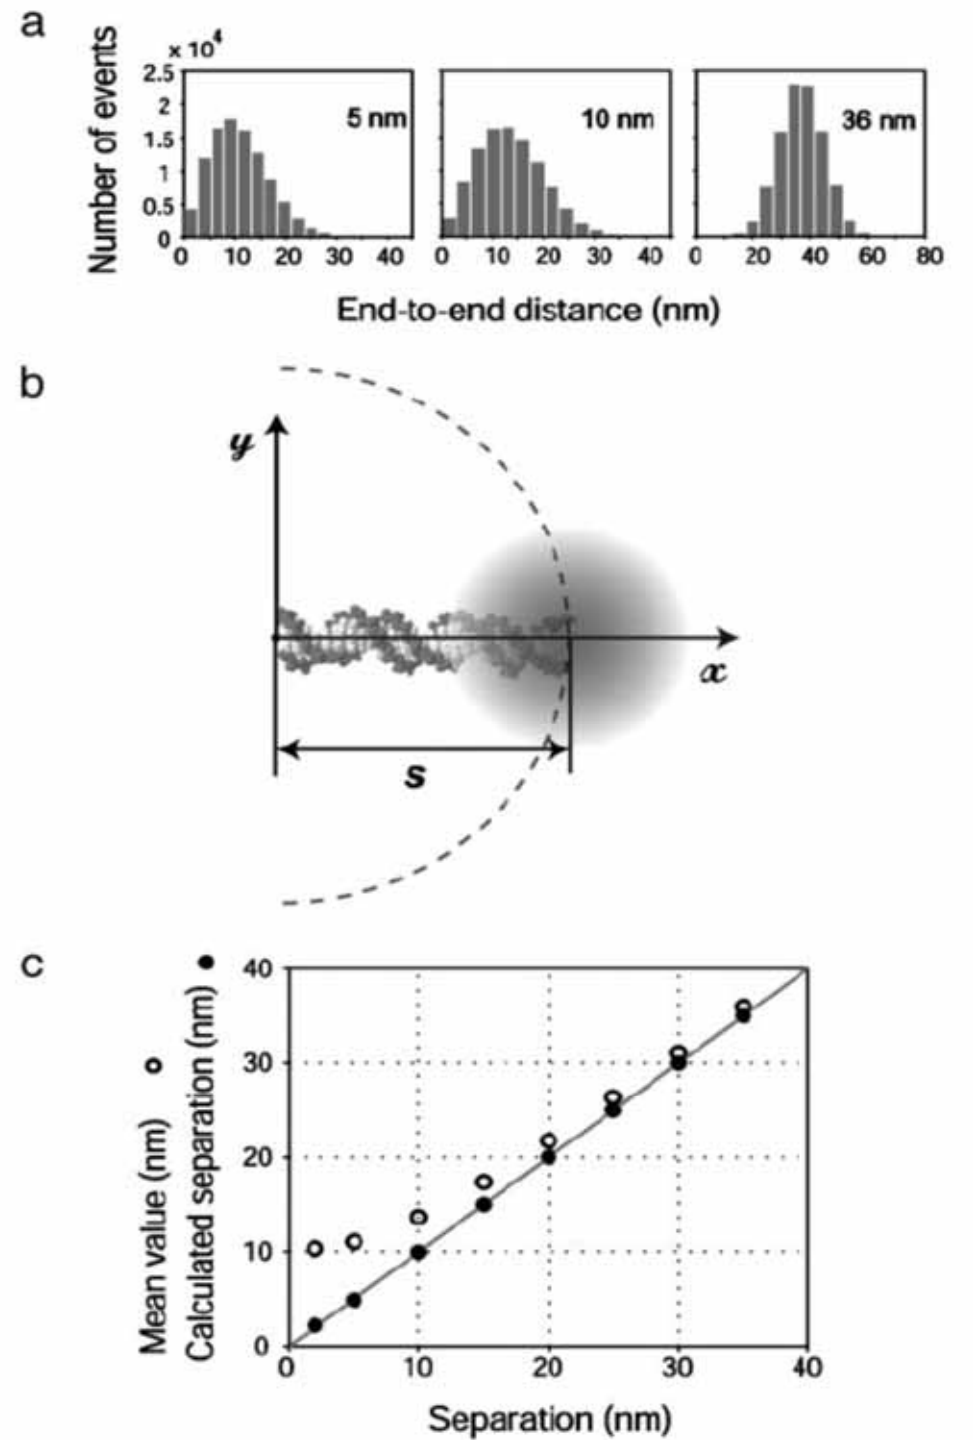 a
× 10⁴
Number of events
2.5
2
1.5
1
0.5
0
5 nm
10 nm
36 nm
0 10 20 30 40
0 10 20 30 40
0 20 40 60 80
End-to-end distance (nm)
b
y
x
s
c
Mean value (nm)
Calculated separation (nm)
40
30
20
10
0
0 10 20 30 40
Separation (nm)